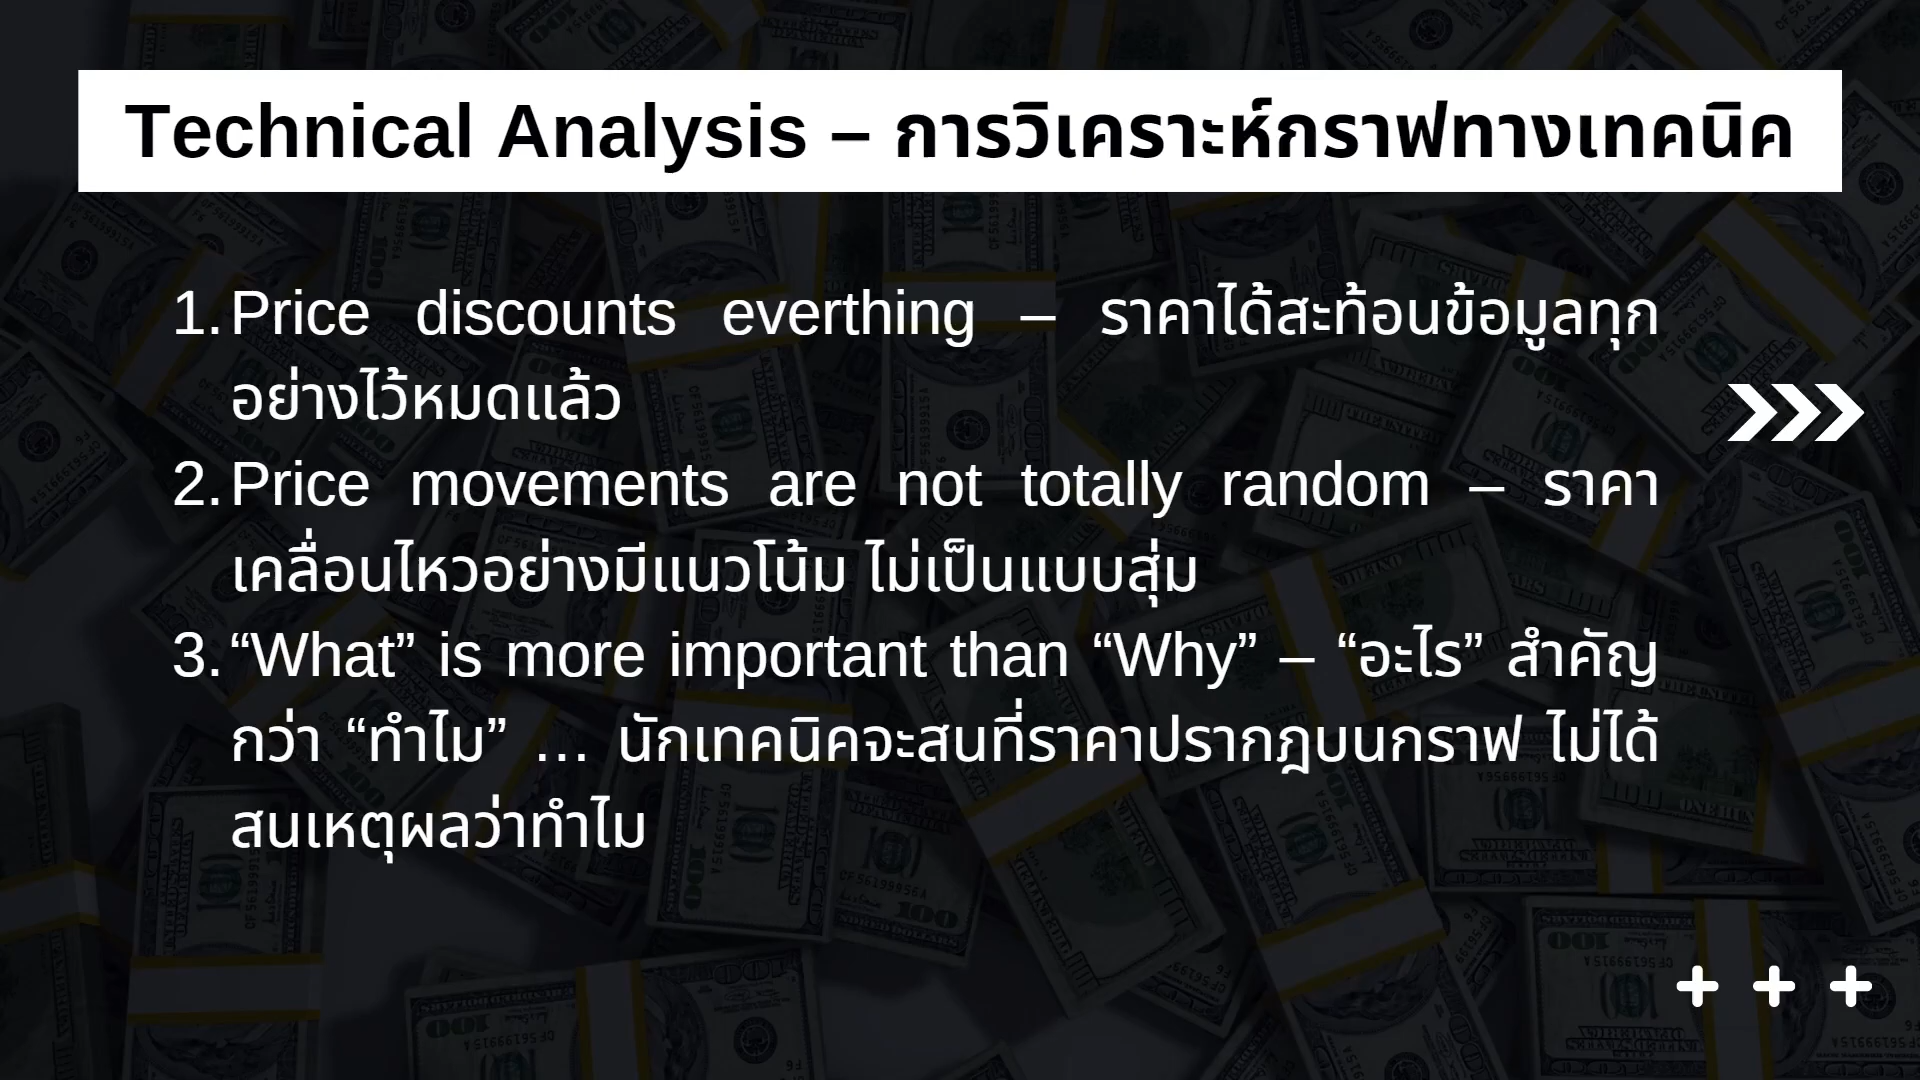 Technical Analysis – การวิเคราะห์กราฟทางเทคนิค
1. Price discounts everthing – ราคาได้สะท้อนข้อมูลทุก
อย่างไว้หมดแล้ว
2. Price movements are not totally random – ราคา
เคลื่อนไหวอย่างมีแนวโน้ม ไม่เป็นแบบสุ่ม
3. “What” is more important than “Why” – “อะไร” สำคัญ
กว่า “ทำไม” … นักเทคนิคจะสนที่ราคาปรากฎบนกราฟ ไม่ได้
สนเหตุผลว่าทำไม